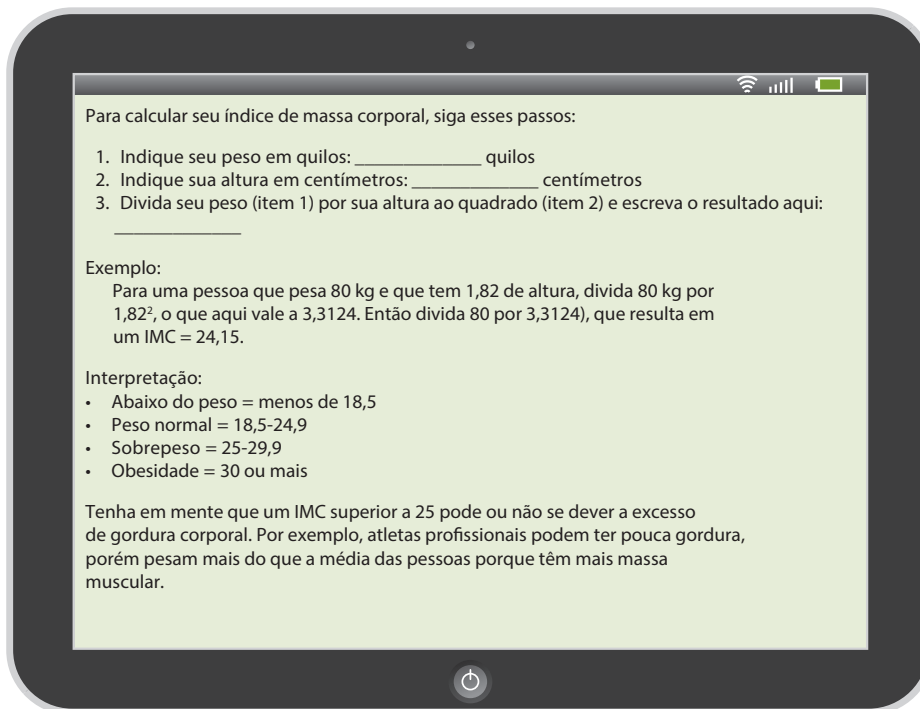 Para calcular seu índice de massa corporal, siga esses passos:
1. Indique seu peso em quilos: _____________ quilos
2. Indique sua altura em centímetros: _____________ centímetros
3. Divida seu peso (item 1) por sua altura ao quadrado (item 2) e escreva o resultado aqui:
_____________
Exemplo:
Para uma pessoa que pesa 80 kg e que tem 1,82 de altura, divida 80 kg por
1,82², o que aqui vale a 3,3124. Então divida 80 por 3,3124), que resulta em
um IMC = 24,15.
Interpretação:
• Abaixo do peso = menos de 18,5
• Peso normal = 18,5-24,9
• Sobrepeso = 25-29,9
• Obesidade = 30 ou mais
Tenha em mente que um IMC superior a 25 pode ou não se dever a excesso
de gordura corporal. Por exemplo, atletas profissionais podem ter pouca gordura,
porém pesam mais do que a média das pessoas porque têm mais massa
muscular.